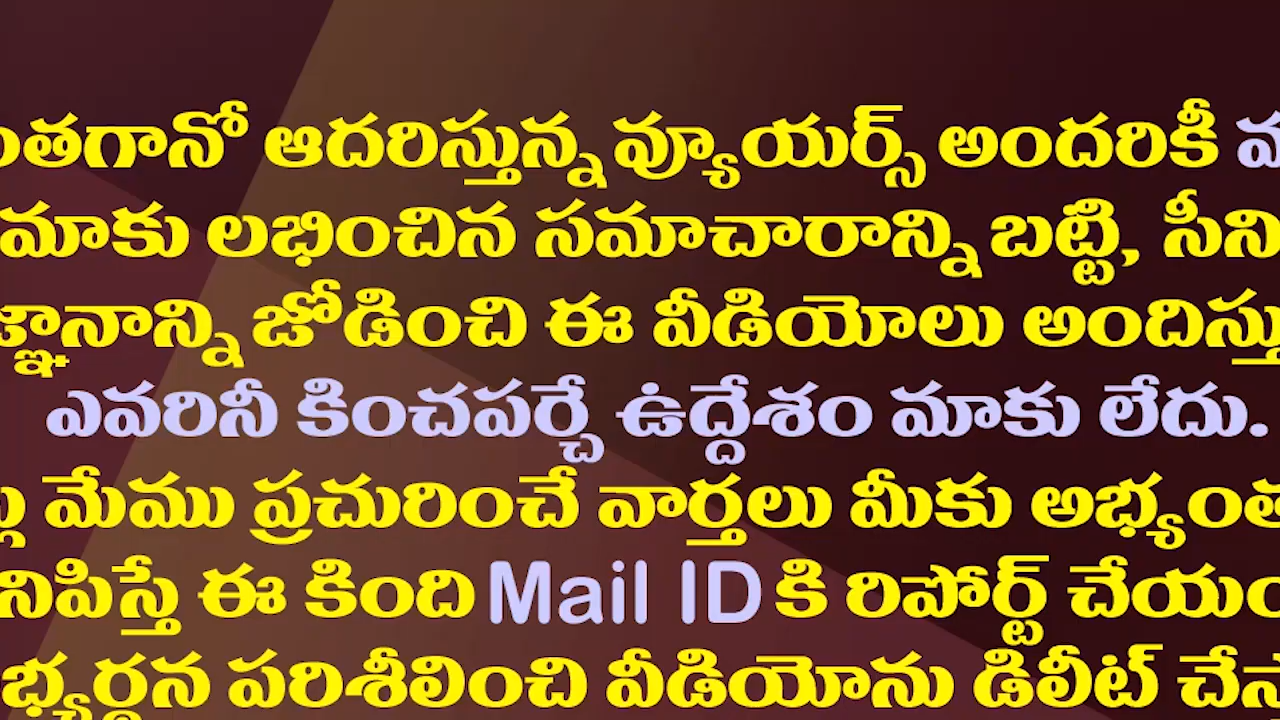 ఆదరిస్తున్న వ్యూయర్స్ అందరికీ
మాకు లభించిన సమాచారాన్ని బట్టి,
జోడించి ఈ వీడియోలు
ఎవరినీ కించపర్చే ఉద్దేశం మాకు లేదు.
మేము ప్రచురించే వార్తలు మీకు
ఈ కింది Mail ID కి రిపోర్ట్
పరిశీలించి వీడియోను డిలీట్